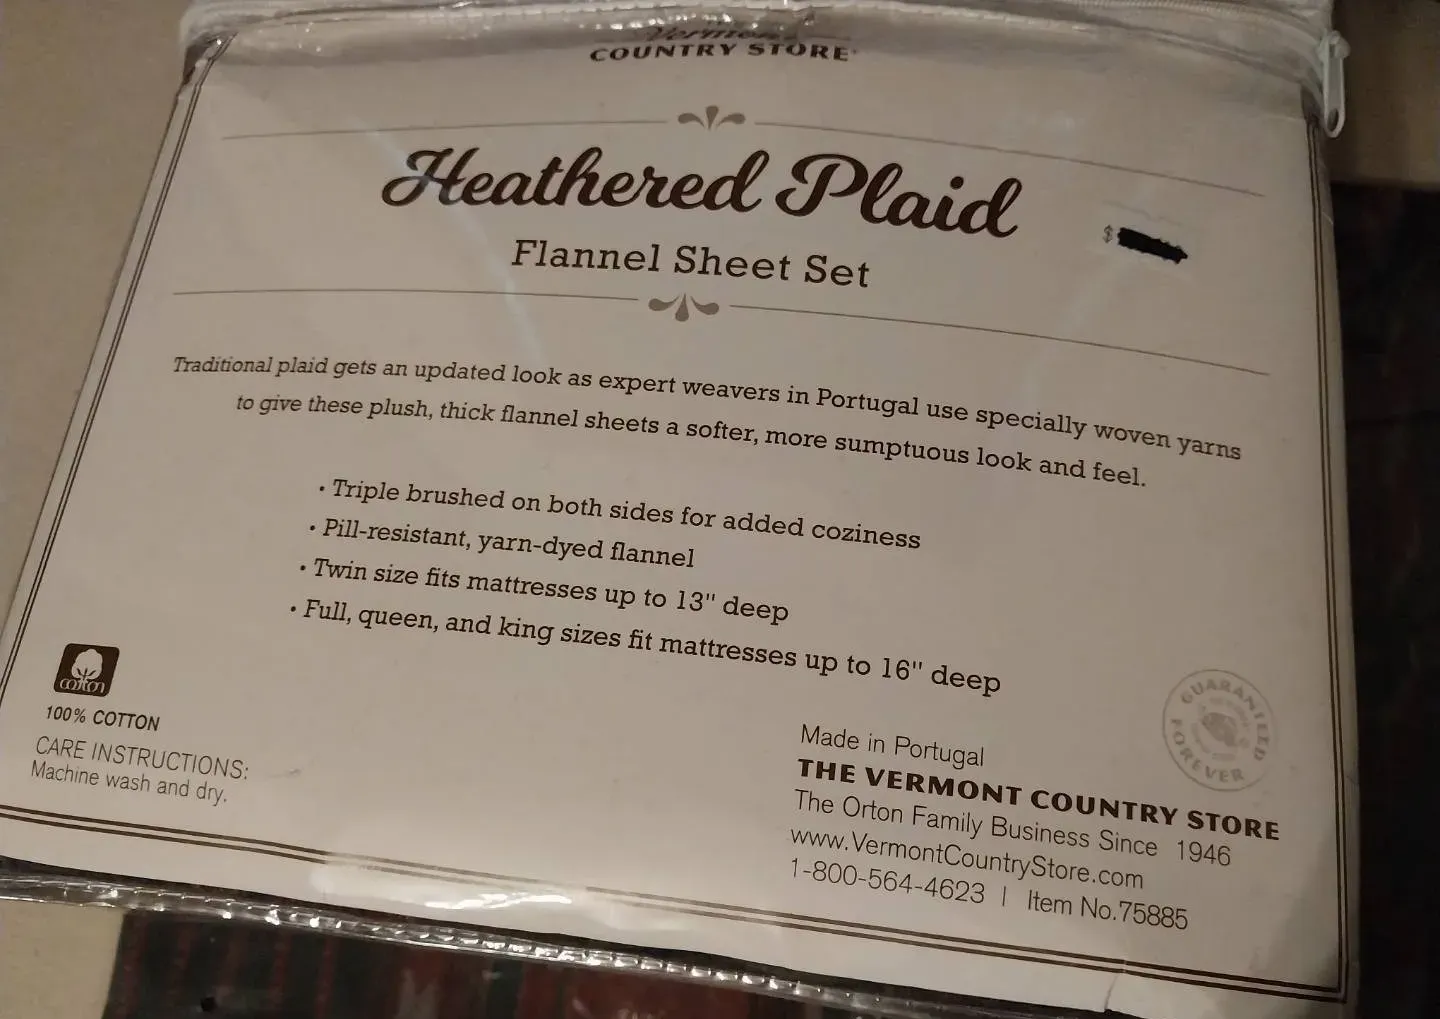 Vermont
COUNTRY STORE
Heathered Plaid
$
Flannel Sheet Set
Traditional plaid gets an updated look as expert weavers in Portugal use specially woven yarns
to give these plush, thick flannel sheets a softer, more sumptuous look and feel.
• Triple brushed on both sides for added coziness
• Pill-resistant, yarn-dyed flannel
• Twin size fits mattresses up to 13" deep
• Full, queen, and king sizes fit mattresses up to 16" deep
cotton
100% COTTON
CARE INSTRUCTIONS:
Machine wash and dry.
GUARANTEED
FOREVER
Made in Portugal
THE VERMONT COUNTRY STORE
The Orton Family Business Since 1946
www.VermontCountryStore.com
1-800-564-4623 | Item No.75885